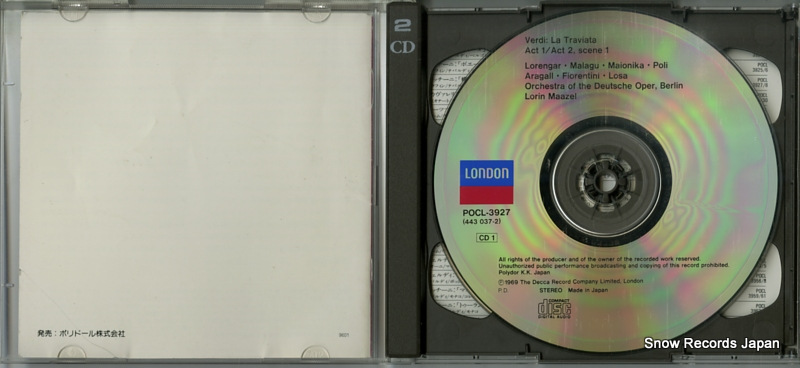 2
CD
Verdi: La Traviata
Act 1/Act 2, scene 1
Lorengar・Malagu・Maionika・Poli
Aragall・Fiorentini・Losa
Orchestra of the Deutsche Oper, Berlin
Lorin Maazel
LONDON
POCL-3927
(443 037-2)
CD 1
All rights of the producer and of the owner of the recorded work reserved.
Unauthorized public performance broadcasting and copying of this record prohibited.
Polydor K.K. Japan
Ⓟ1969 The Decca Record Company Limited, London
P.D. STEREO Made in Japan
COMPACT
disc
DIGITAL AUDIO
発売:ポリドール株式会社
Snow Records Japan